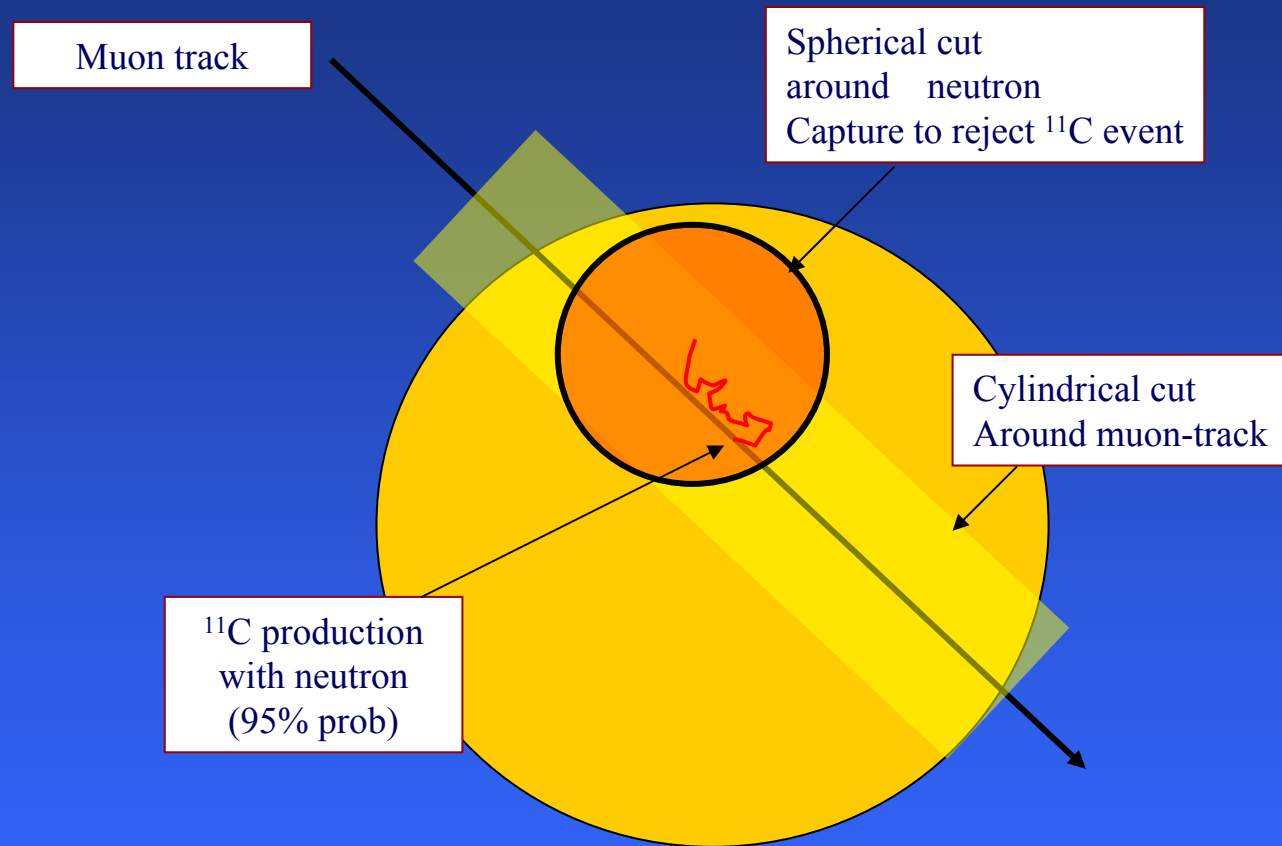 Muon track
Spherical cut
around neutron
Capture to reject ¹¹C event
Cylindrical cut
Around muon-track
¹¹C production
with neutron
(95% prob)